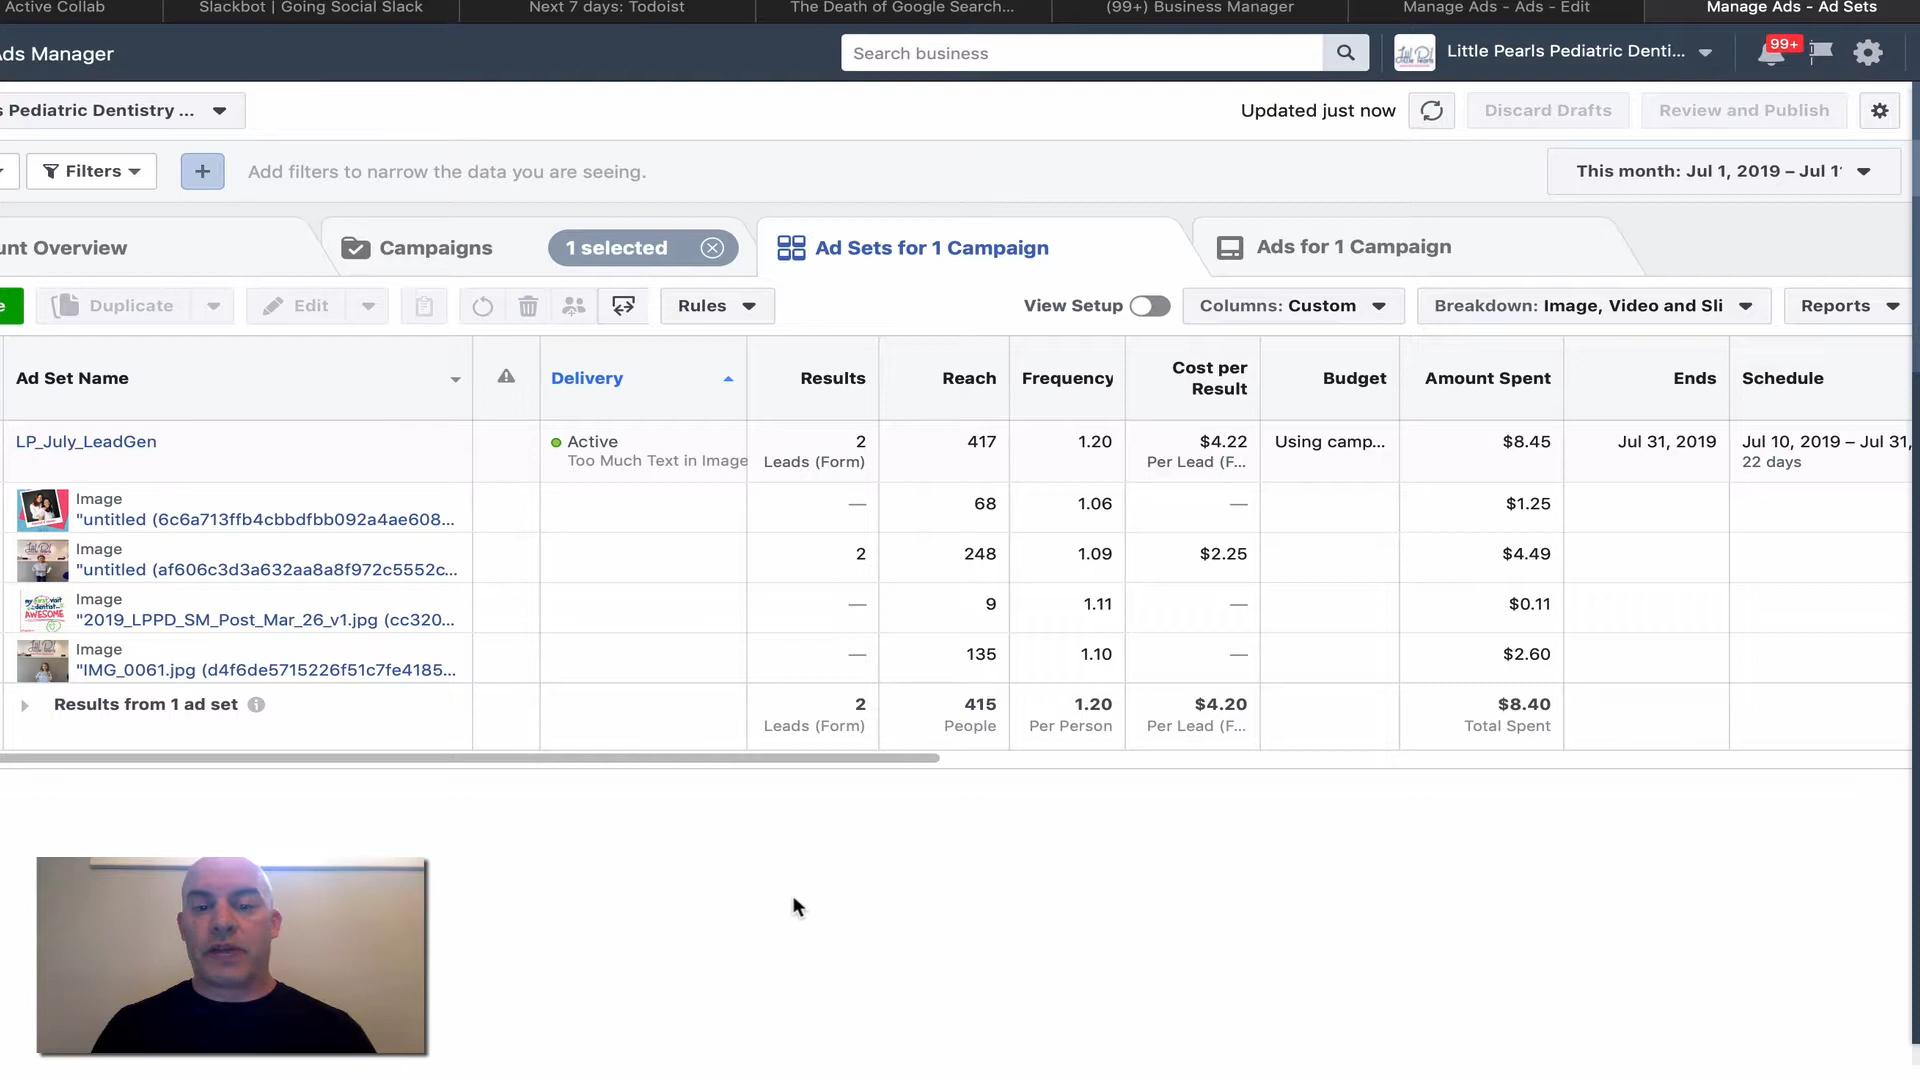 Active Collab
Slackbot | Going Social Slack
Next 7 days: Todoist
The Death of Google Search...
(99+) Business Manager
Manage Ads - Ads - Edit
Manage Ads - Ad Sets
Ads Manager
Search business
Little Pearls Pediatric Denti...
99+
s Pediatric Dentistry ...
Updated just now
Discard Drafts
Review and Publish
Filters
+
Add filters to narrow the data you are seeing.
This month: Jul 1, 2019 – Jul 1
unt Overview
Campaigns
1 selected
Ad Sets for 1 Campaign
Ads for 1 Campaign
e
Duplicate
Edit
Rules
View Setup
Columns: Custom
Breakdown: Image, Video and Sli
Reports
Ad Set Name
Delivery
Results
Reach
Frequency
Cost per
Result
Budget
Amount Spent
Ends
Schedule
LP_July_LeadGen
Active
Too Much Text in Image
2
Leads (Form)
417
1.20
$4.22
Per Lead (F...
Using camp...
$8.45
Jul 31, 2019
Jul 10, 2019 – Jul 31,
22 days
Image
"untitled (6c6a713ffb4cbbdfbb092a4ae608...
—
68
1.06
—
$1.25
Image
"untitled (af606c3d3a632aa8a8f972c5552c...
2
248
1.09
$2.25
$4.49
Image
"2019_LPPD_SM_Post_Mar_26_v1.jpg (cc320...
—
9
1.11
—
$0.11
Image
"IMG_0061.jpg (d4f6de5715226f51c7fe4185...
—
135
1.10
—
$2.60
Results from 1 ad set
2
Leads (Form)
415
People
1.20
Per Person
$4.20
Per Lead (F...
$8.40
Total Spent